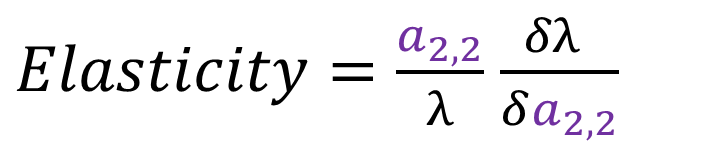 Elasticity = a₂,₂/λ δλ/δa₂,₂